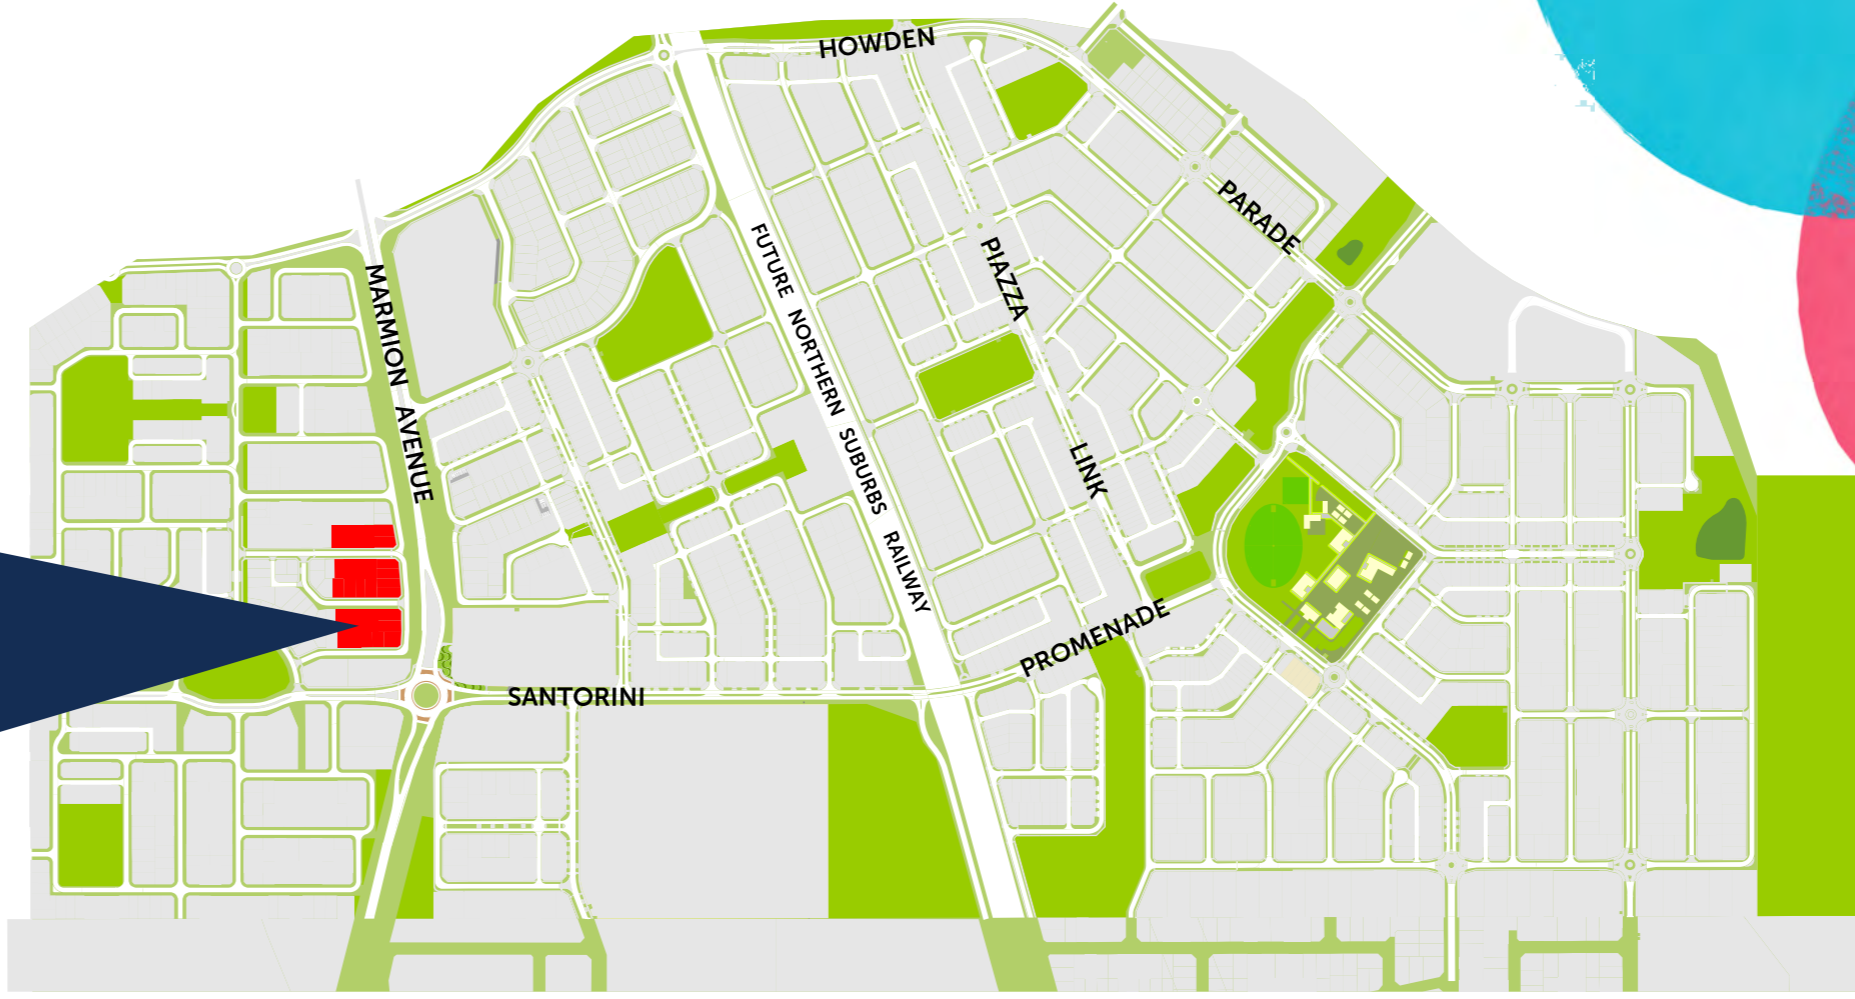 HOWDEN
PARADE
MARMION AVENUE
FUTURE NORTHERN SUBURBS RAILWAY
PIAZZA LINK
SANTORINI PROMENADE